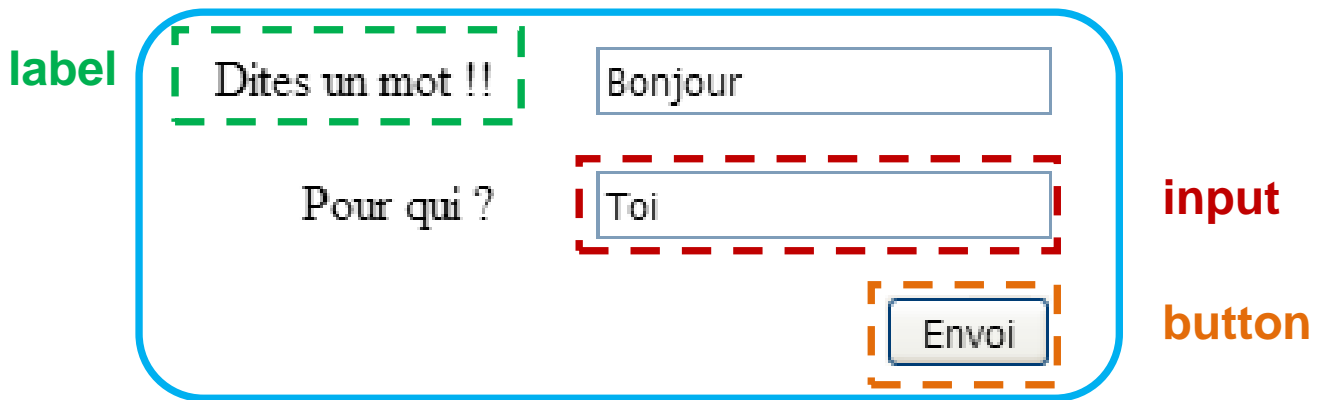 label
Dites un mot !!
Bonjour
Pour qui ?
Toi
input
Envoi
button